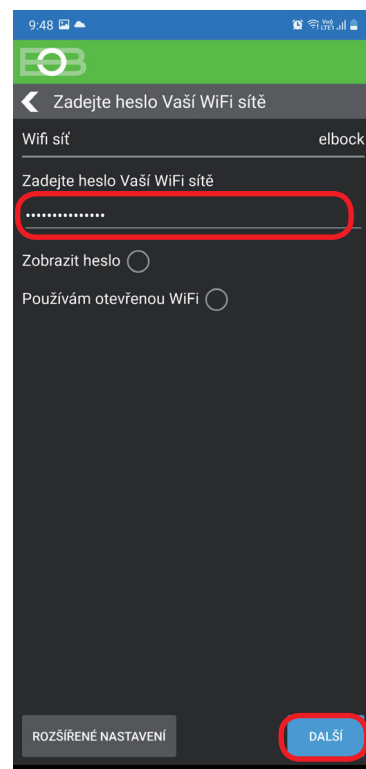 9:48
EOB
Zadejte heslo Vaší WiFi sítě
Wifi síť elbock
Zadejte heslo Vaší WiFi sítě
···············
Zobrazit heslo
Používám otevřenou WiFi
ROZŠÍŘENÉ NASTAVENÍ DALŠÍ